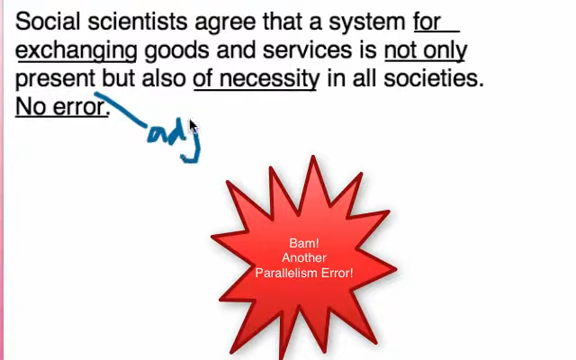 Social scientists agree that a system for
exchanging goods and services is not only
present but also of necessity in all societies.
No error.
adj
Bam!
Another
Parallelism Error!